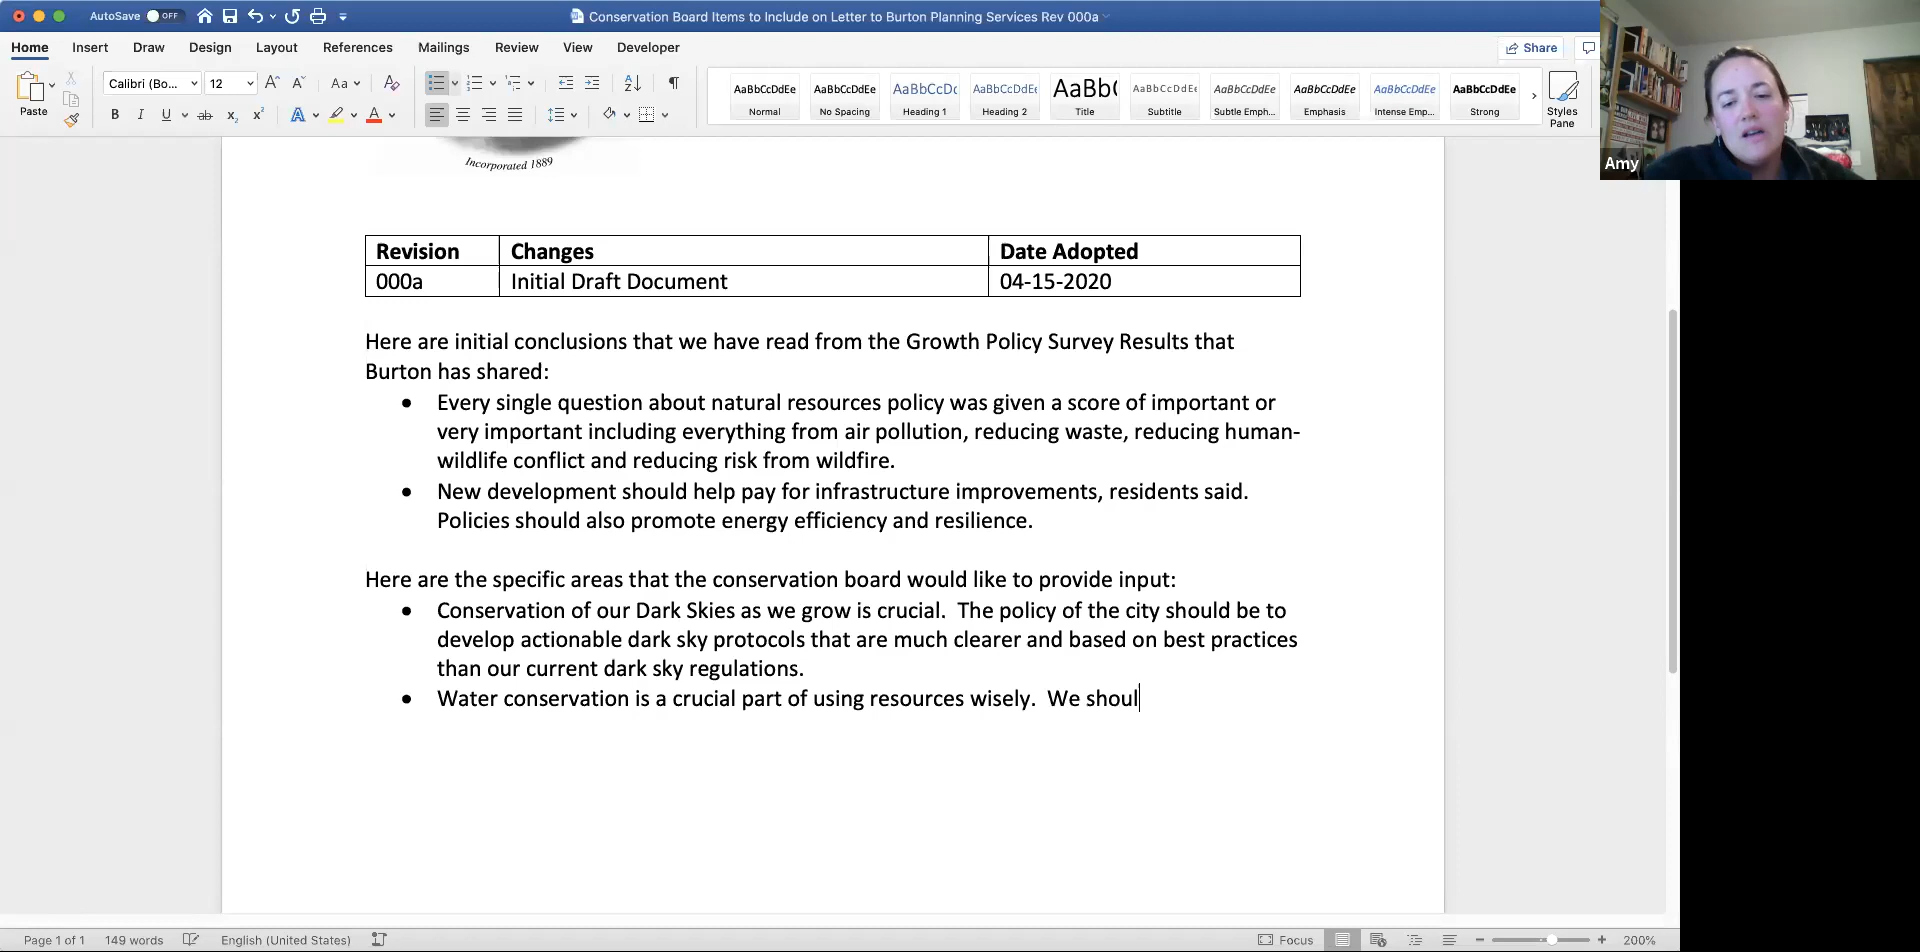 AutoSave OFF
Conservation Board Items to Include on Letter to Burton Planning Services Rev 000a
Home Insert Draw Design Layout References Mailings Review View Developer
Share
Paste
Calibri (Bo... 12
Aa
B I U ab x2 x2 A A
AaBbCcDdEe AaBbCcDdEe AaBbCcDc AaBbCcDdEe AaBb( AaBbCcDdEe AaBbCcDdEe AaBbCcDdEe AaBbCcDdEe AaBbCcDdEe
Normal No Spacing Heading 1 Heading 2 Title Subtitle Subtle Emph... Emphasis Intense Emp... Strong
Styles
Pane
Amy
Incorporated 1889
Revision Changes Date Adopted
000a Initial Draft Document 04-15-2020
Here are initial conclusions that we have read from the Growth Policy Survey Results that
Burton has shared:
• Every single question about natural resources policy was given a score of important or
very important including everything from air pollution, reducing waste, reducing human-
wildlife conflict and reducing risk from wildfire.
• New development should help pay for infrastructure improvements, residents said.
Policies should also promote energy efficiency and resilience.
Here are the specific areas that the conservation board would like to provide input:
• Conservation of our Dark Skies as we grow is crucial.  The policy of the city should be to
develop actionable dark sky protocols that are much clearer and based on best practices
than our current dark sky regulations.
• Water conservation is a crucial part of using resources wisely.  We shoul
Page 1 of 1 149 words English (United States) Focus 200%